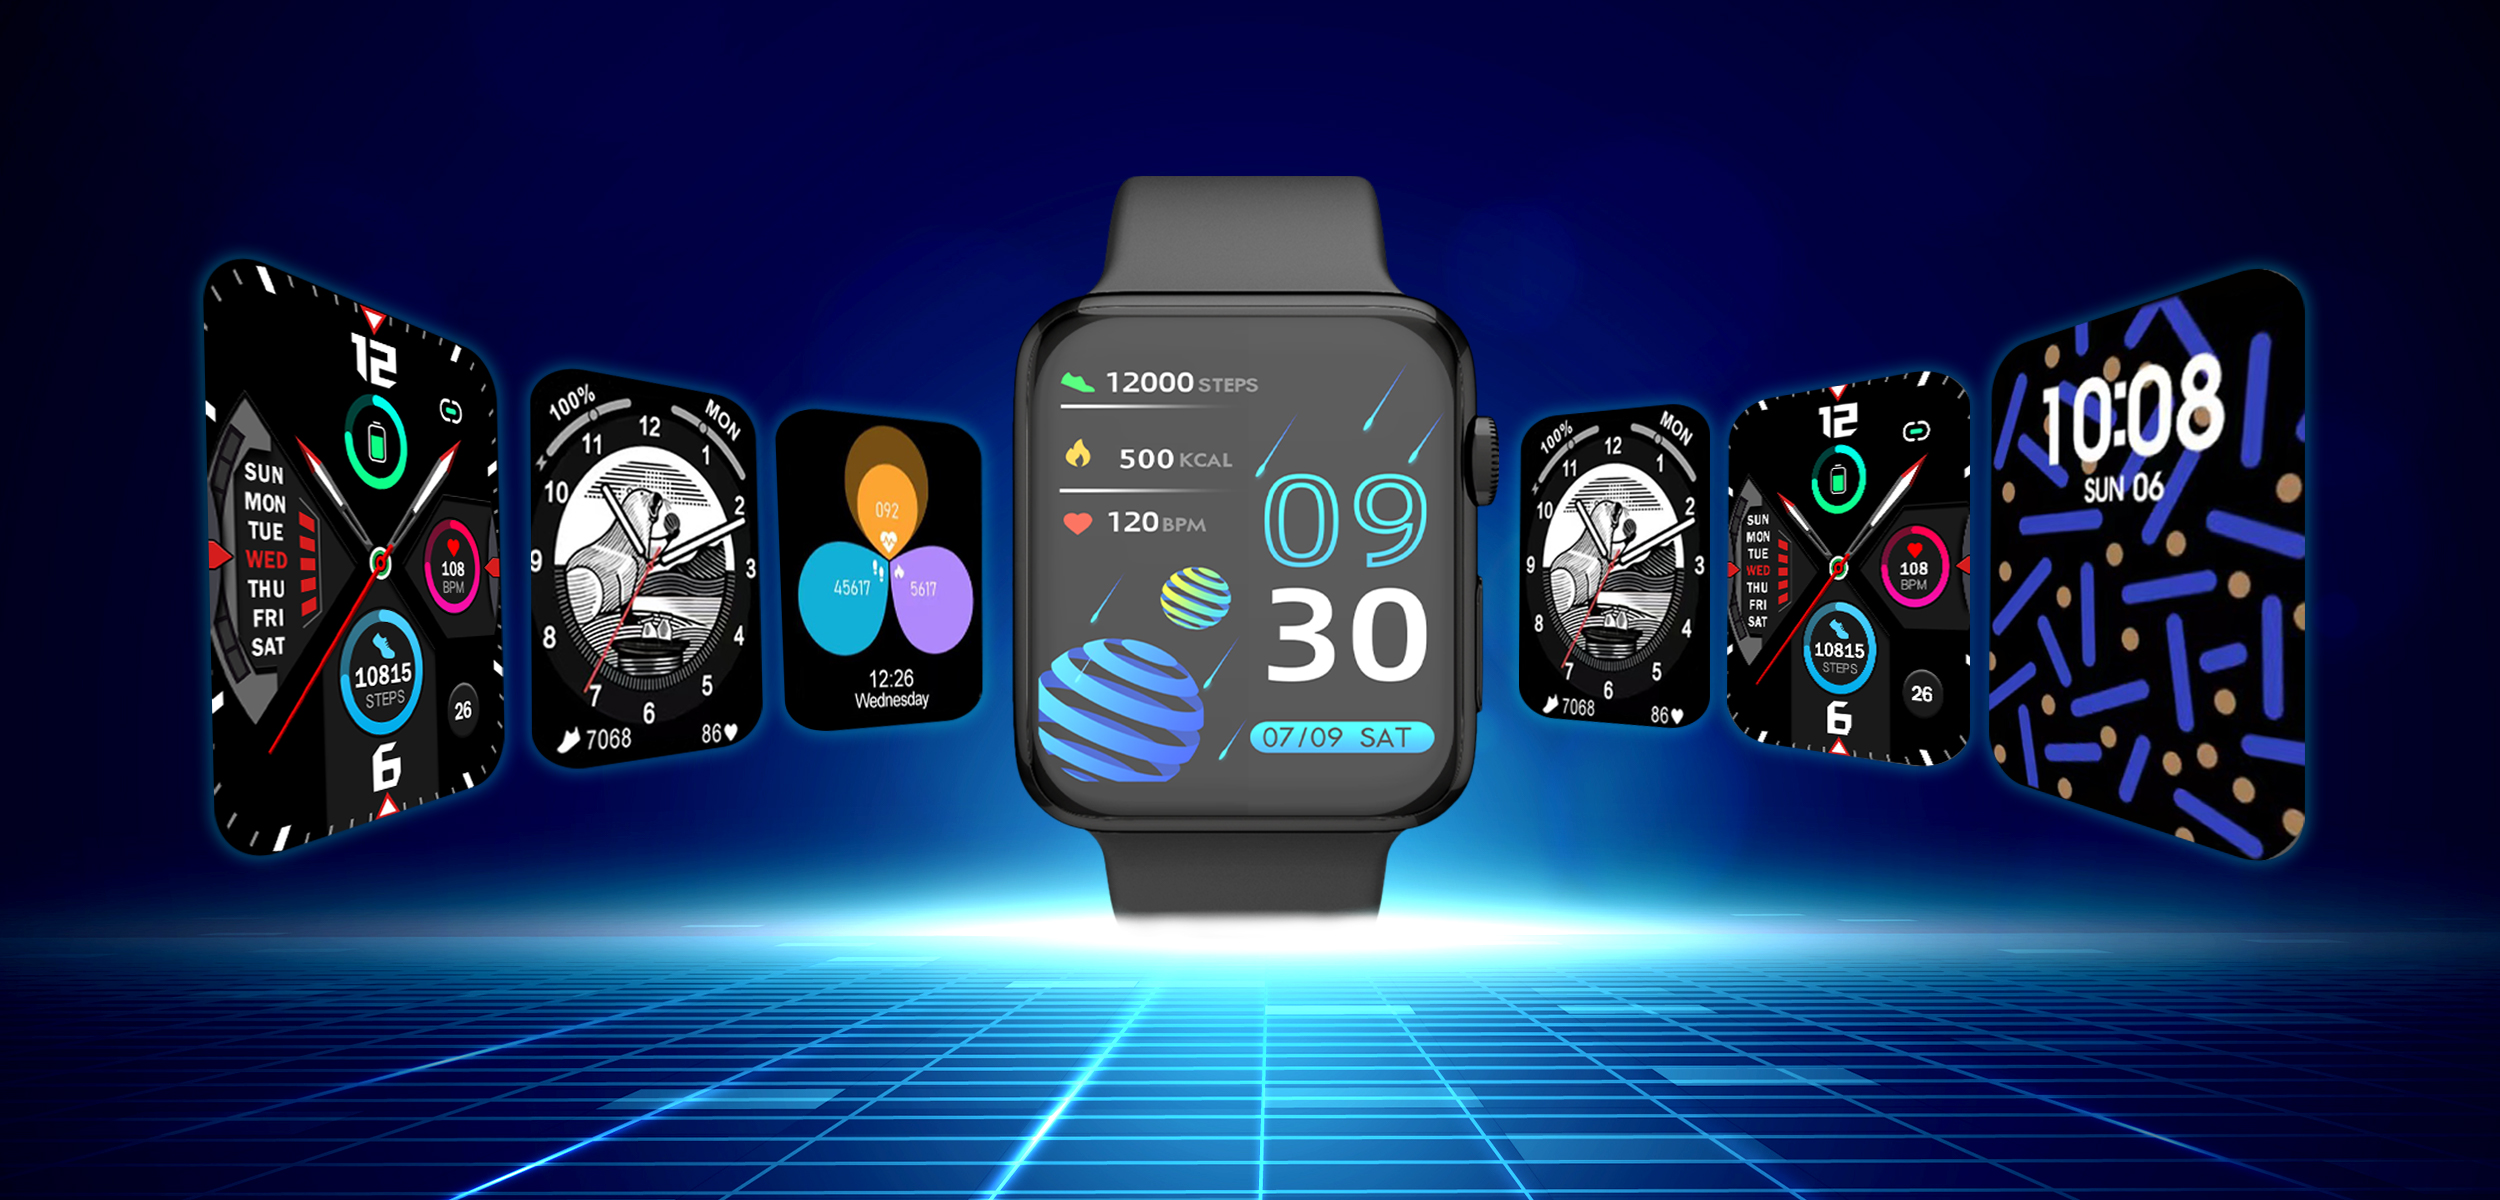 12
SUN
MON
TUE
WED
THU
FRI
SAT
108
BPM
10815
STEPS
26
6
100%
MON
12
1
2
3
4
5
6
7
8
9
10
11
7068
86
092
45617
5617
12:26
Wednesday
12000 STEPS
500 KCAL
120 BPM
09
30
07/09 SAT
100%
MON
12
1
2
3
4
5
6
7
8
9
10
11
7068
86
12
SUN
MON
TUE
WED
THU
FRI
SAT
108
BPM
10815
STEPS
26
6
10:08
SUN 06